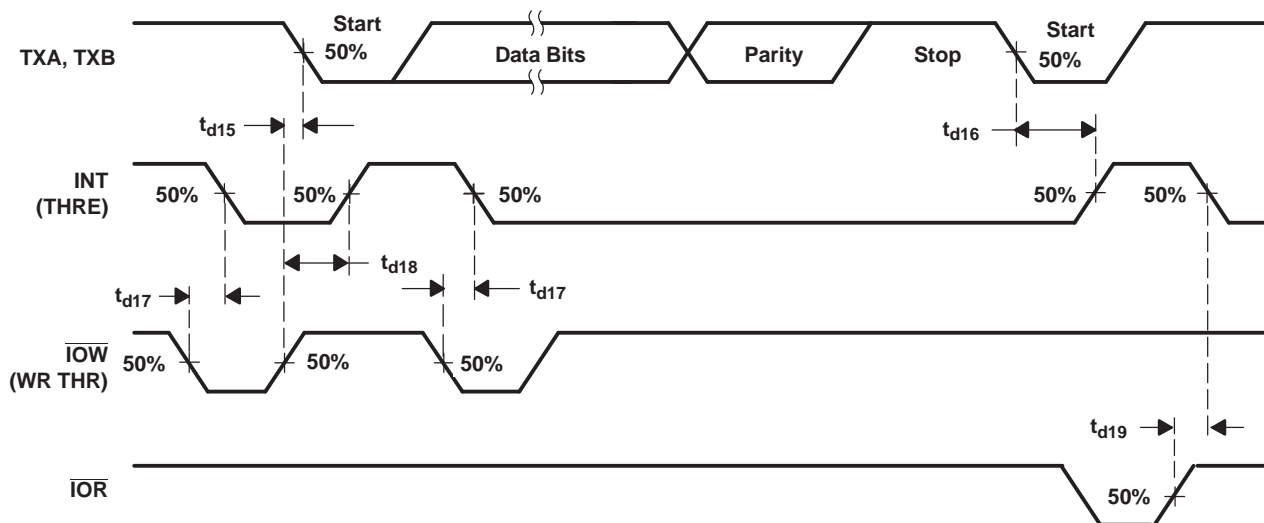 Start
Start
TXA, TXB
50%
Data Bits
Parity
Stop
50%
td15
td16
INT
(THRE)
50%
50%
50%
50%
50%
td18
td17
td17
IOW
(WR THR)
50%
50%
50%
td19
IOR
50%